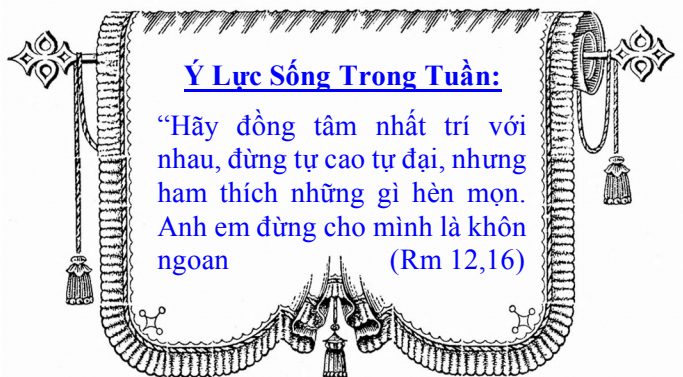 Ý Lực Sống Trong Tuần:
“Hãy đồng tâm nhất trí với
nhau, đừng tự cao tự đại, nhưng
ham thích những gì hèn mọn.
Anh em đừng cho mình là khôn
ngoan (Rm 12,16)